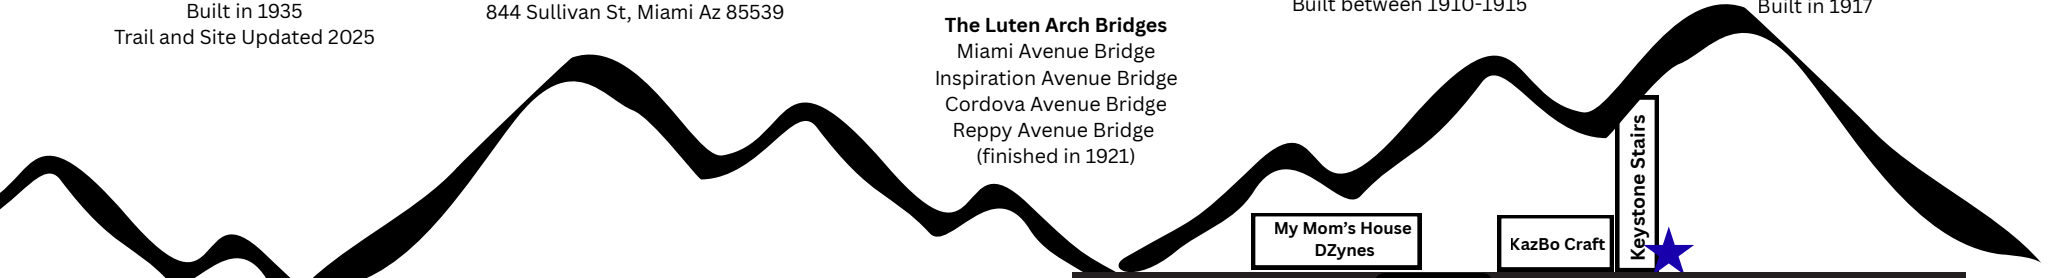 Built in 1935
Trail and Site Updated 2025
844 Sullivan St, Miami Az 85539
The Luten Arch Bridges
Miami Avenue Bridge
Inspiration Avenue Bridge
Cordova Avenue Bridge
Reppy Avenue Bridge
(finished in 1921)
Built between 1910-1915
Built in 1917
My Mom's House
DZynes
KazBo Craft
Keystone Stairs